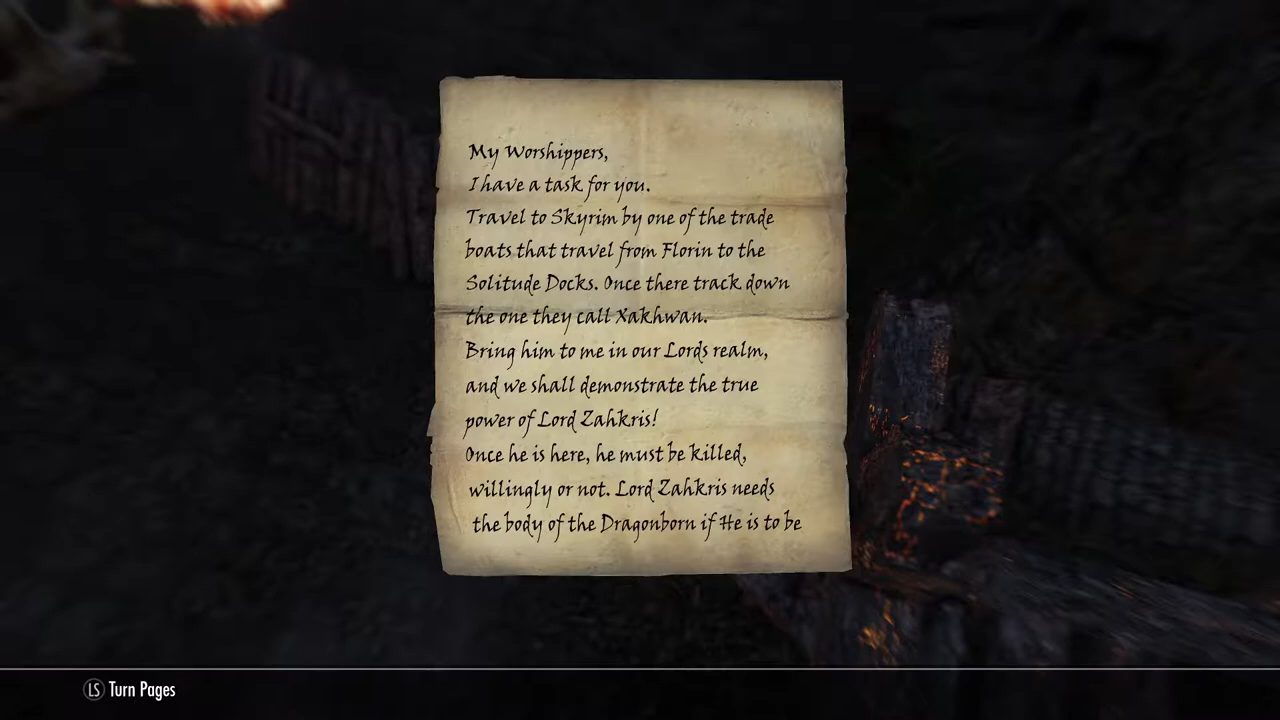 My Worshippers,
I have a task for you.
Travel to Skyrim by one of the trade
boats that travel from Florin to the
Solitude Docks. Once there track down
the one they call Xakhwan.
Bring him to me in our Lords realm,
and we shall demonstrate the true
power of Lord Zahkris!
Once he is here, he must be killed,
willingly or not. Lord Zahkris needs
the body of the Dragonborn if He is to be
LS Turn Pages